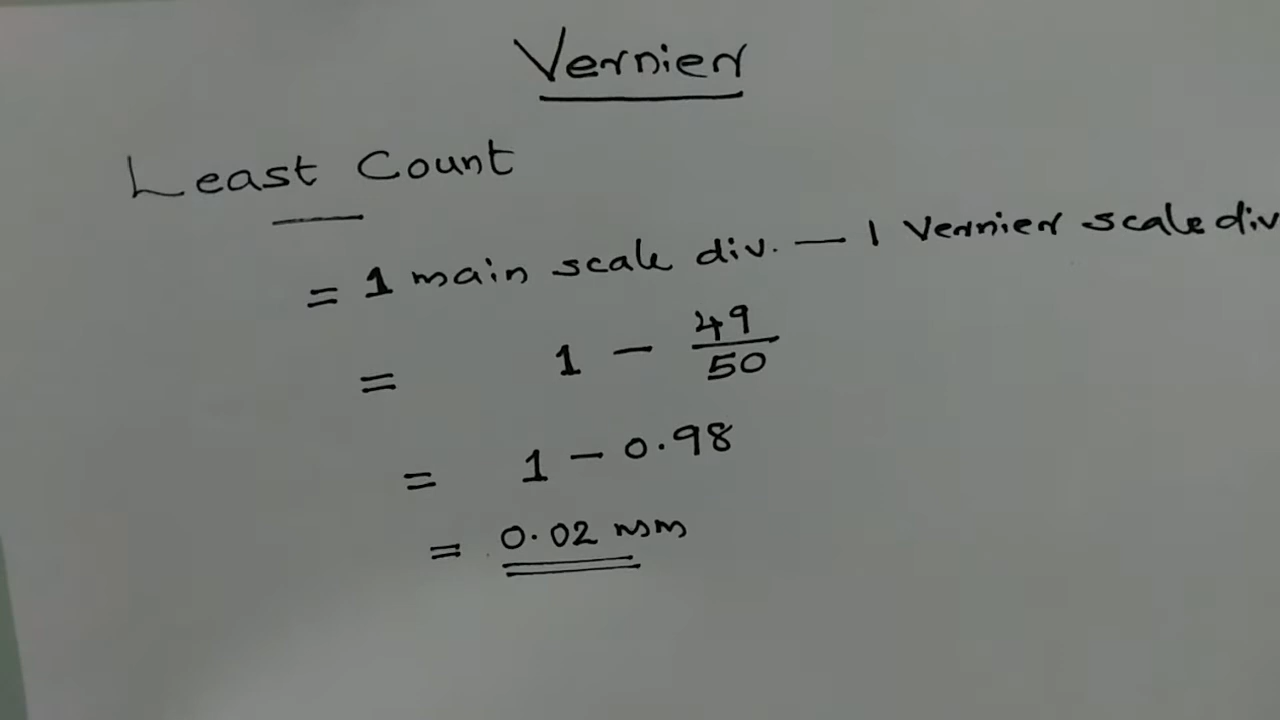 Vernier
Least Count
= 1 main scale div. — 1 Vernier scale div
= 1 - 49/50
= 1 - 0.98
= 0.02 mm